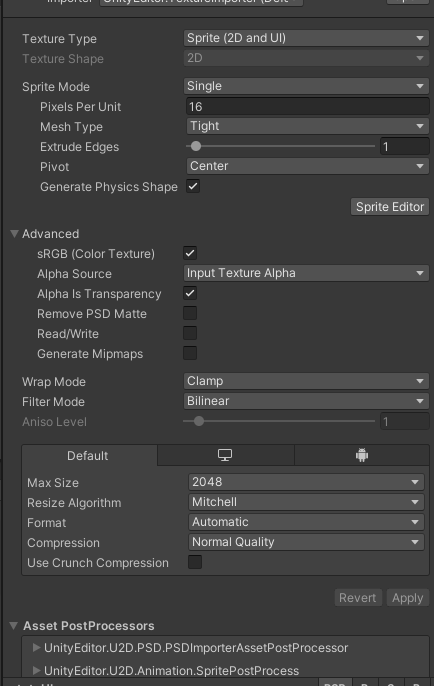 Importer UnityEditor.TextureImporter (Def
Texture Type Sprite (2D and UI)
Texture Shape 2D
Sprite Mode Single
Pixels Per Unit 16
Mesh Type Tight
Extrude Edges 1
Pivot Center
Generate Physics Shape
Sprite Editor
Advanced
sRGB (Color Texture)
Alpha Source Input Texture Alpha
Alpha Is Transparency
Remove PSD Matte
Read/Write
Generate Mipmaps
Wrap Mode Clamp
Filter Mode Bilinear
Aniso Level 1
Default
Max Size 2048
Resize Algorithm Mitchell
Format Automatic
Compression Normal Quality
Use Crunch Compression
Revert Apply
Asset PostProcessors
UnityEditor.U2D.PSD.PSDImporterAssetPostProcessor
UnityEditor.U2D.Animation.SpritePostProcess